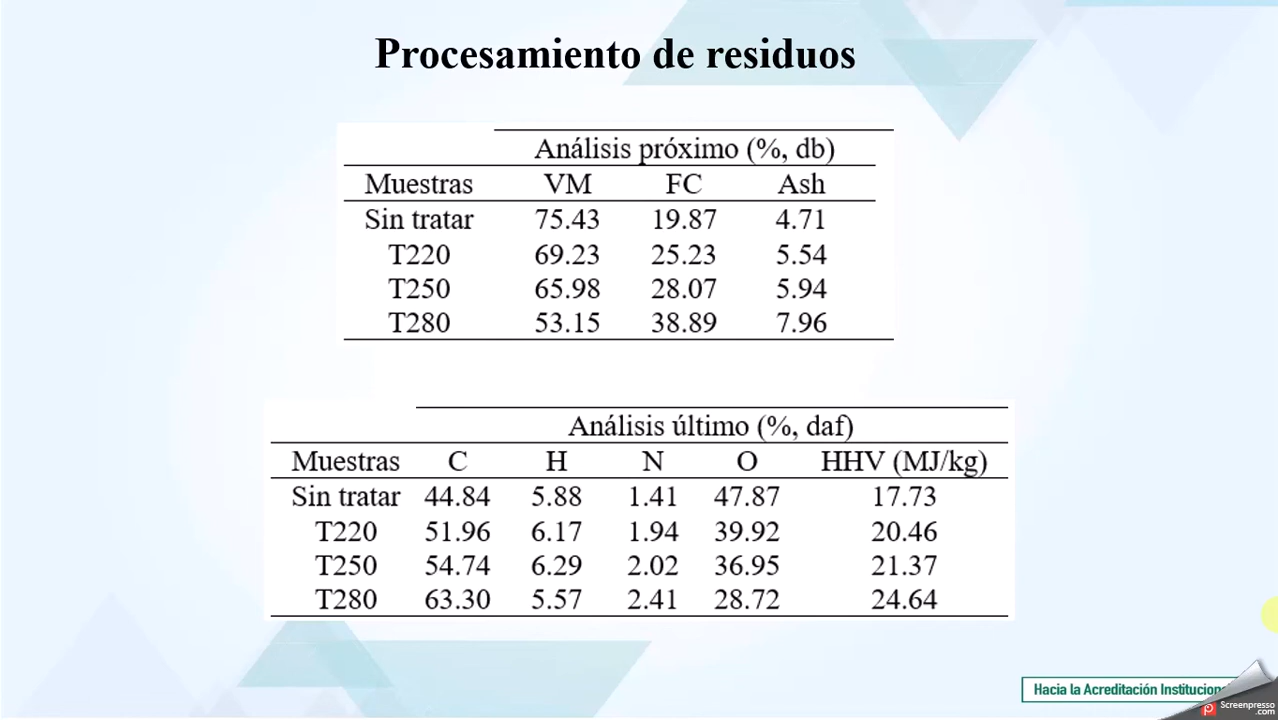 Procesamiento de residuos
Análisis próximo (%, db)
Muestras VM FC Ash
Sin tratar 75.43 19.87 4.71
T220 69.23 25.23 5.54
T250 65.98 28.07 5.94
T280 53.15 38.89 7.96
Análisis último (%, daf)
Muestras C H N O HHV (MJ/kg)
Sin tratar 44.84 5.88 1.41 47.87 17.73
T220 51.96 6.17 1.94 39.92 20.46
T250 54.74 6.29 2.02 36.95 21.37
T280 63.30 5.57 2.41 28.72 24.64
Hacia la Acreditación
Screenpresso
.com